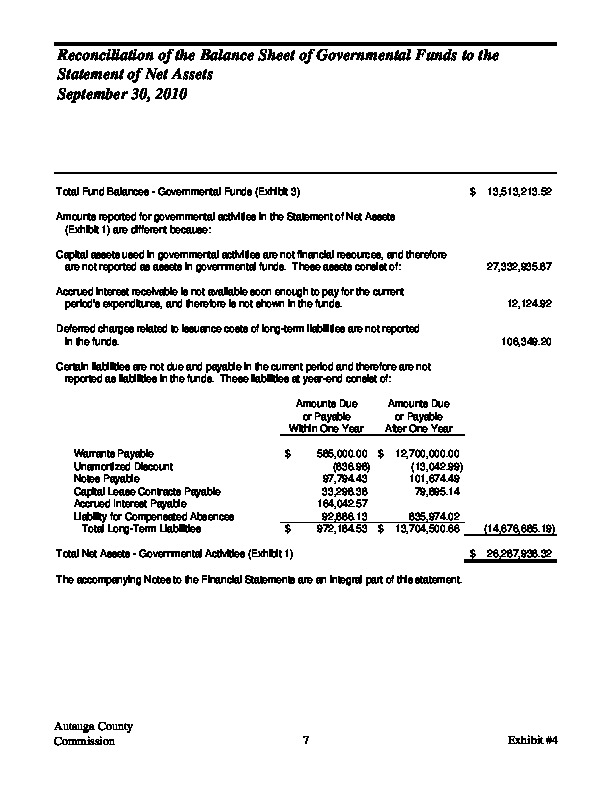 Reconciliation of the Balance Sheet of Governmental Funds to the
Statement of Net Assets
September 30, 2010
Total Fund Balances - Governmental Funds (Exhibit 3) $ 13,513,213.52
Amounts reported for governmental activities in the Statement of Net Assets
(Exhibit 1) are different because:
Capital assets used in governmental activities are not financial resources, and therefore
are not reported as assets in governmental funds. These assets consist of: 27,332,935.87
Accrued interest receivable is not available soon enough to pay for the current
period's expenditures, and therefore is not shown in the funds. 12,124.92
Deferred charges related to issuance costs of long-term liabilities are not reported
in the funds. 106,349.20
Certain liabilities are not due and payable in the current period and therefore are not
reported as liabilities in the funds. These liabilities at year-end consist of:
Amounts Due Amounts Due
or Payable or Payable
Within One Year After One Year
Warrants Payable $ 585,000.00 $ 12,700,000.00
Unamortized Discount (836.98) (13,042.99)
Notes Payable 97,794.43 101,674.49
Capital Lease Contracts Payable 33,298.38 79,895.14
Accrued Interest Payable 164,042.57
Liability for Compensated Absences 92,886.13 835,974.02
Total Long-Term Liabilities $ 972,184.53 $ 13,704,500.66 (14,676,685.19)
Total Net Assets - Governmental Activities (Exhibit 1) $ 26,287,938.32
The accompanying Notes to the Financial Statements are an integral part of this statement.
Autauga County
Commission 7 Exhibit #4